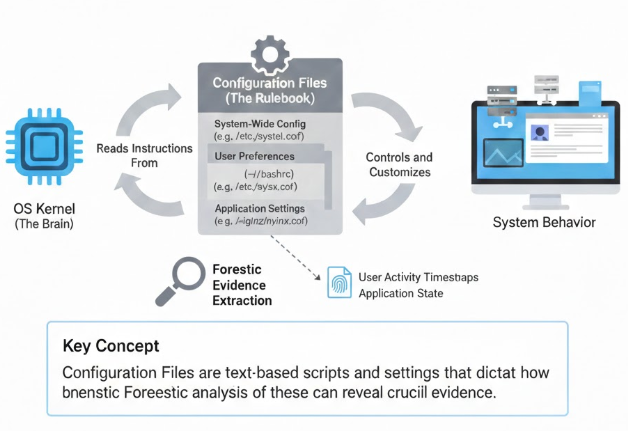 Configuration Files
(The Rulebook)
System-Wide Config
(e.g. /etc./systel.cof)
User Preferences
(~//bashrc)
(e.g. /etc./sysx.cof)
Application Settings
(e.g. /-iglnz/nyinx.cof)
Reads Instructions
From
Controls and
Customizes
OS Kernel
(The Brain)
System Behavior
Forestic
Evidence
Extraction
User Activity Timesħaps
Application State
Key Concept
Configuration Files are text-based scripts and settings that dictat how
bnenstic Foreestic analysis of these can reveal crucill evidence.